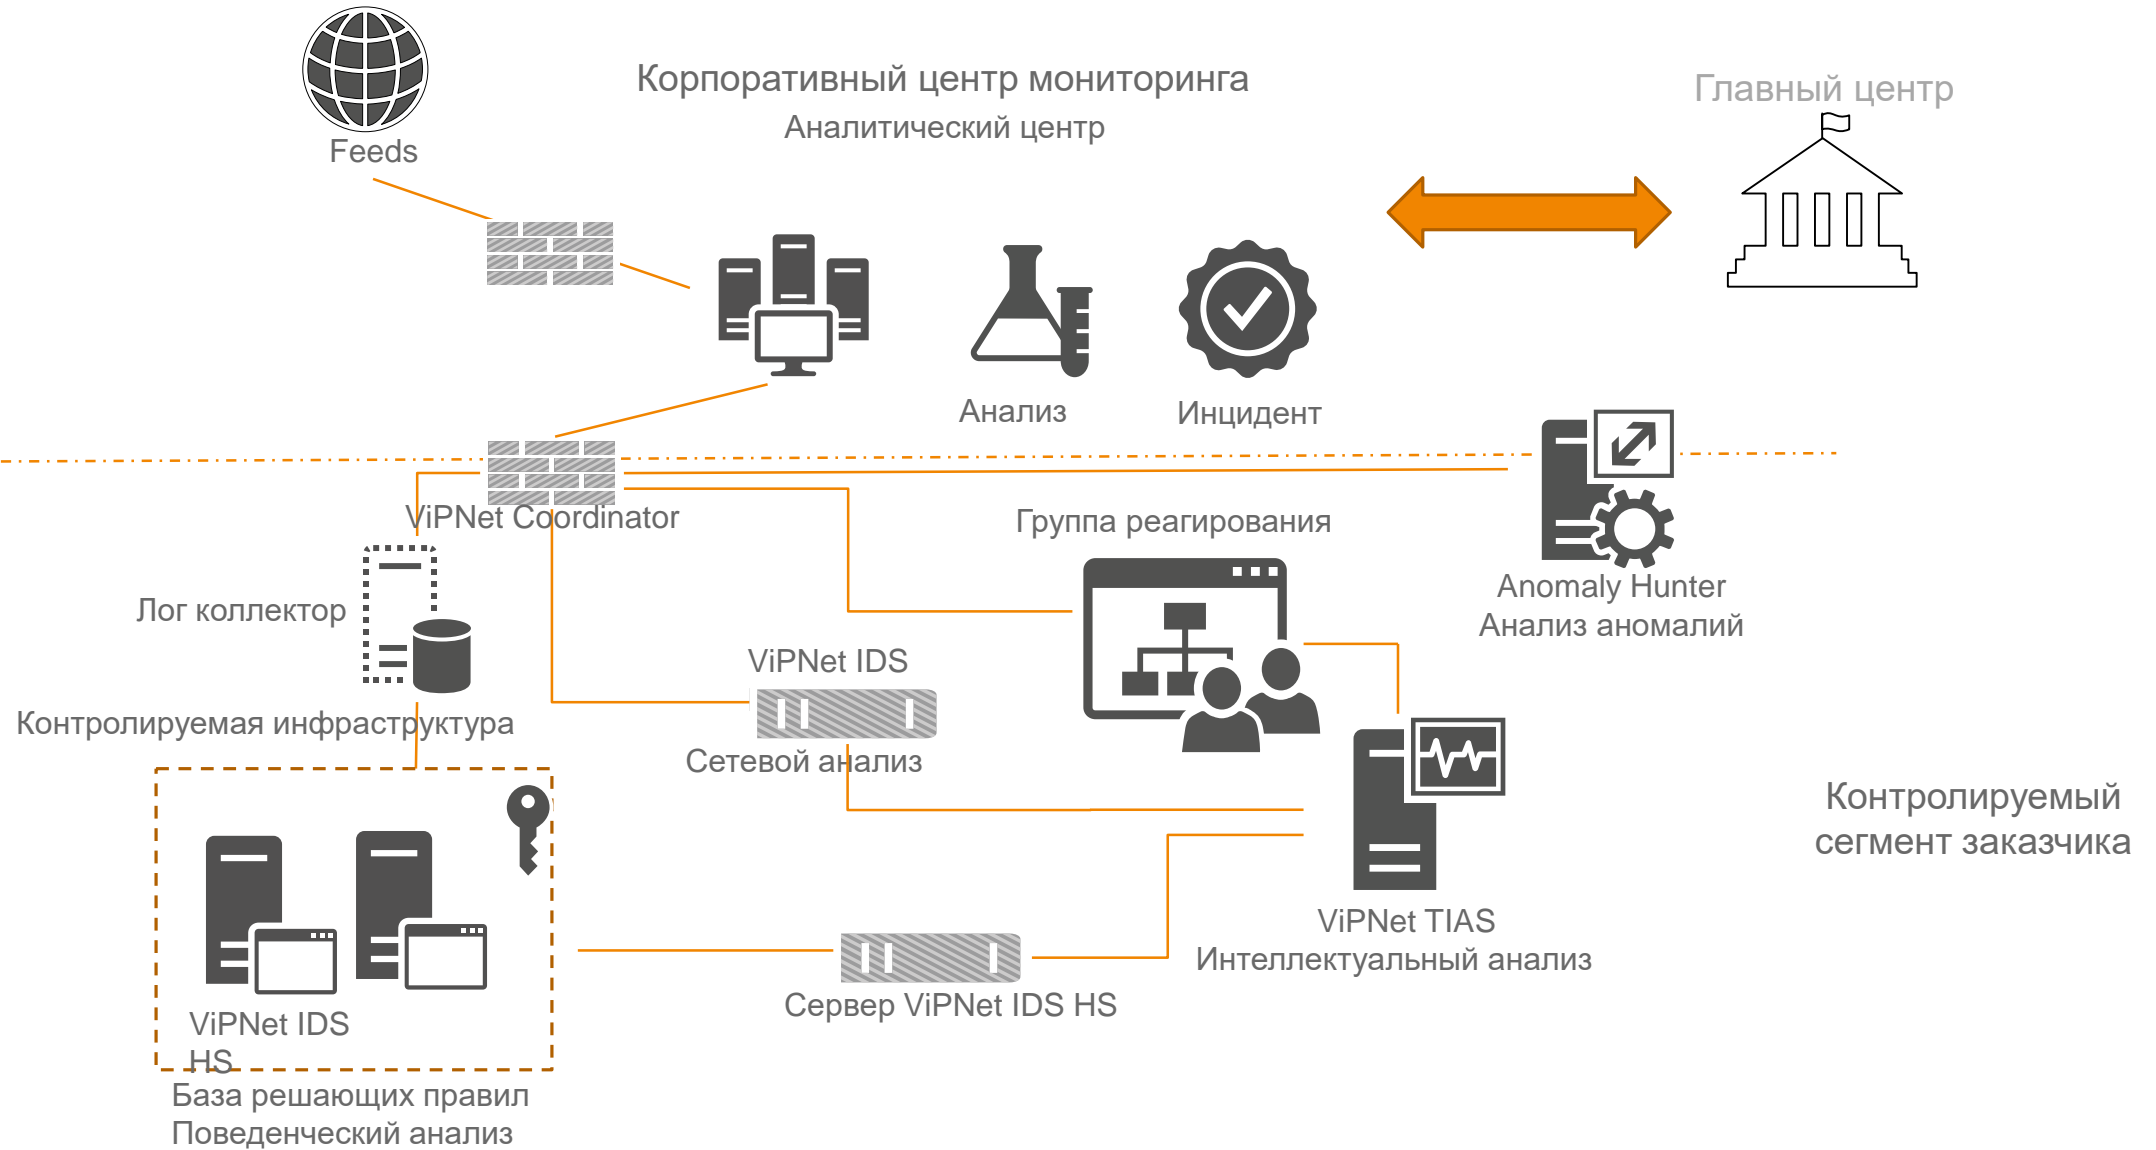 Корпоративный центр мониторинга
Аналитический центр
Главный центр
Feeds
Анализ
Инцидент
ViPNet Coordinator
Группа реагирования
Anomaly Hunter
Анализ аномалий
Лог коллектор
ViPNet IDS
Сетевой анализ
Контролируемая инфраструктура
Контролируемый
сегмент заказчика
ViPNet TIAS
Интеллектуальный анализ
Сервер ViPNet IDS HS
ViPNet IDS
HS
База решающих правил
Поведенческий анализ